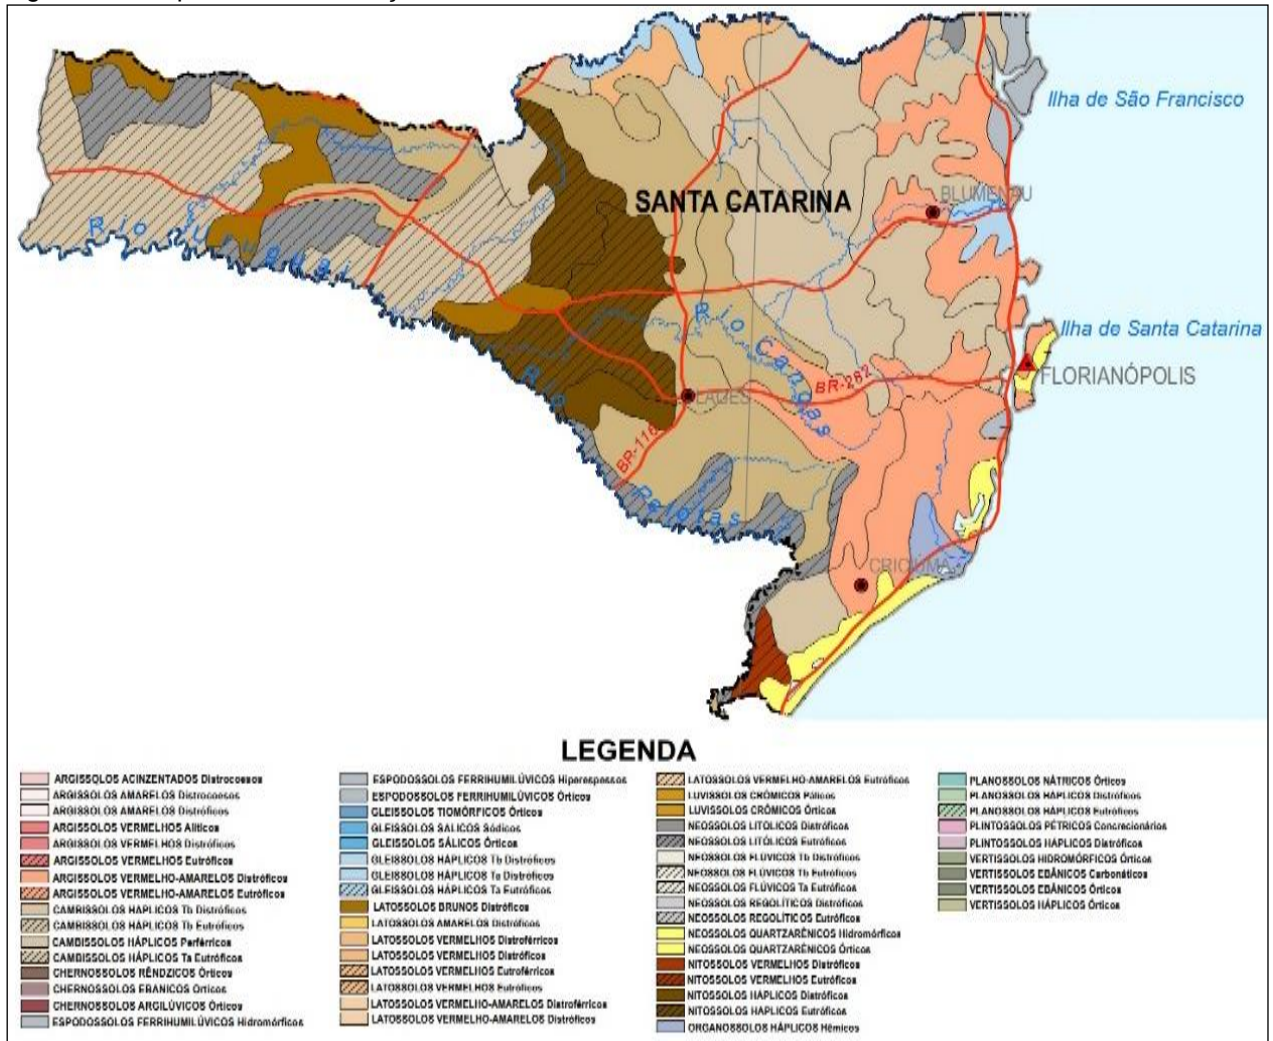 Ilha de São Francisco
SANTA CATARINA
BLUMENAU
Rio Uruguai
Rio Canoas
Ilha de Santa Catarina
FLORIANÓPOLIS
BR-282
LAGES
BR-116
Rio Pelotas
CRICIÚMA
LEGENDA
ARGISSOLOS ACINZENTADOS Distrocoesos
ARGISSOLOS AMARELOS Distrocoesos
ARGISSOLOS AMARELOS Distróficos
ARGISSOLOS VERMELHOS Alíticos
ARGISSOLOS VERMELHOS Distróficos
ARGISSOLOS VERMELHOS Eutróficos
ARGISSOLOS VERMELHO-AMARELOS Distróficos
ARGISSOLOS VERMELHO-AMARELOS Eutróficos
CAMBISSOLOS HÁPLICOS Tb Distróficos
CAMBISSOLOS HÁPLICOS Tb Eutróficos
CAMBISSOLOS HÁPLICOS Perférricos
CAMBISSOLOS HÁPLICOS Ta Eutróficos
CHERNOSSOLOS RÊNDZICOS Órticos
CHERNOSSOLOS EBÂNICOS Órticos
CHERNOSSOLOS ARGILÚVICOS Órticos
ESPODOSSOLOS FERRIHUMILÚVICOS Hidromórficos
ESPODOSSOLOS FERRIHUMILÚVICOS Hiperespessos
ESPODOSSOLOS FERRIHUMILÚVICOS Órticos
GLEISSOLOS TIOMÓRFICOS Órticos
GLEISSOLOS SALICOS Sódicos
GLEISSOLOS SÁLICOS Órticos
GLEISSOLOS HÁPLICOS Tb Distróficos
GLEISSOLOS HÁPLICOS Ta Distróficos
GLEISSOLOS HÁPLICOS Ta Eutróficos
LATOSSOLOS BRUNOS Distróficos
LATOSSOLOS AMARELOS Distróficos
LATOSSOLOS VERMELHOS Distroférricos
LATOSSOLOS VERMELHOS Distróficos
LATOSSOLOS VERMELHOS Eutroférricos
LATOSSOLOS VERMELHOS Eutróficos
LATOSSOLOS VERMELHO-AMARELOS Distroférricos
LATOSSOLOS VERMELHO-AMARELOS Distróficos
LATOSSOLOS VERMELHO-AMARELOS Eutróficos
LUVISSOLOS CRÔMICOS Pálicos
LUVISSOLOS CRÔMICOS Órticos
NEOSSOLOS LITÓLICOS Distróficos
NEOSSOLOS LITÓLICOS Eutróficos
NEOSSOLOS FLÚVICOS Tb Distróficos
NEOSSOLOS FLÚVICOS Tb Eutróficos
NEOSSOLOS FLÚVICOS Ta Eutróficos
NEOSSOLOS REGOLÍTICOS Distróficos
NEOSSOLOS REGOLÍTICOS Eutróficos
NEOSSOLOS QUARTZARÊNICOS Hidromórficos
NEOSSOLOS QUARTZARÊNICOS Órticos
NITOSSOLOS VERMELHOS Distróficos
NITOSSOLOS VERMELHOS Eutróficos
NITOSSOLOS HÁPLICOS Distróficos
NITOSSOLOS HÁPLICOS Eutróficos
ORGANOSSOLOS HÁPLICOS Hêmicos
PLANOSSOLOS NÁTRICOS Órticos
PLANOSSOLOS HÁPLICOS Distróficos
PLANOSSOLOS HÁPLICOS Eutróficos
PLINTOSSOLOS PÉTRICOS Concrecionários
PLINTOSSOLOS HÁPLICOS Distróficos
VERTISSOLOS HIDROMÓRFICOS Órticos
VERTISSOLOS EBÂNICOS Carbonáticos
VERTISSOLOS EBÂNICOS Órticos
VERTISSOLOS HÁPLICOS Órticos